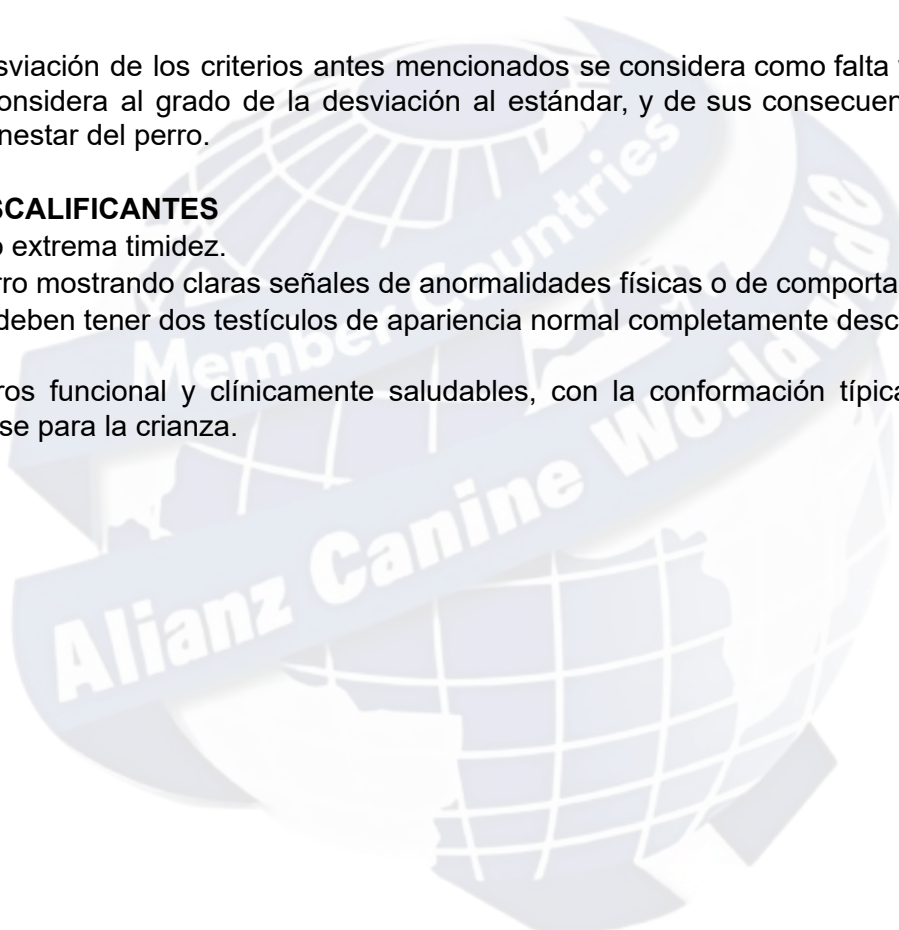 sviación de los criterios antes mencionados se considera como falta
onsidera al grado de la desviación al estándar, y de sus consecuen
nestar del perro.
SCALIFICANTES
o extrema timidez.
rro mostrando claras señales de anormalidades físicas o de comporta
deben tener dos testículos de apariencia normal completamente desc
ros funcional y clínicamente saludables, con la conformación típica
se para la crianza.
Member Countries
Alianz Canine Worldwide